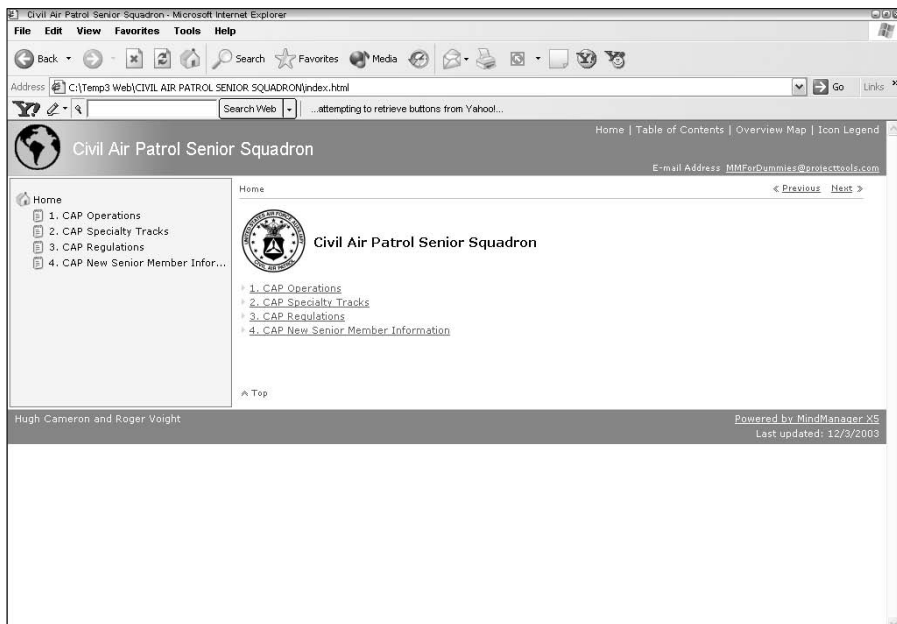 Civil Air Patrol Senior Squadron - Microsoft Internet Explorer
File Edit View Favorites Tools Help
Back Search Favorites Media
Address C:\Temp3 Web\CIVIL AIR PATROL SENIOR SQUADRON\index.html Go Links »
Y! Search Web ...attempting to retrieve buttons from Yahoo!...
Home | Table of Contents | Overview Map | Icon Legend
Civil Air Patrol Senior Squadron
E-mail Address MMForDummies@projecttools.com
Home
1. CAP Operations
2. CAP Specialty Tracks
3. CAP Regulations
4. CAP New Senior Member Infor...
Home « Previous Next »
Civil Air Patrol Senior Squadron
1. CAP Operations
2. CAP Specialty Tracks
3. CAP Regulations
4. CAP New Senior Member Information
Top
Hugh Cameron and Roger Voight
Powered by MindManager X5
Last updated: 12/3/2003